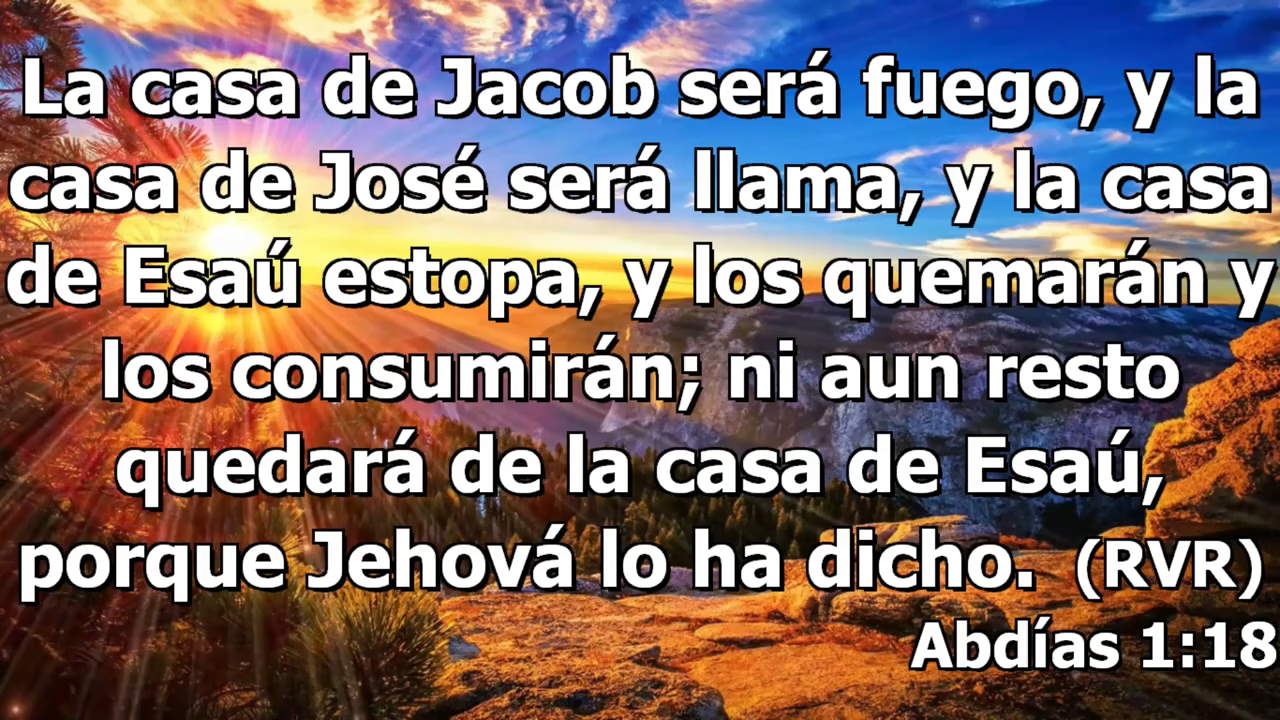 La casa de Jacob será fuego, y la
casa de José será llama, y la casa
de Esaú estopa, y los quemarán y
los consumirán; ni aun resto
quedará de la casa de Esaú,
porque Jehová lo ha dicho. (RVR)
Abdías 1:18